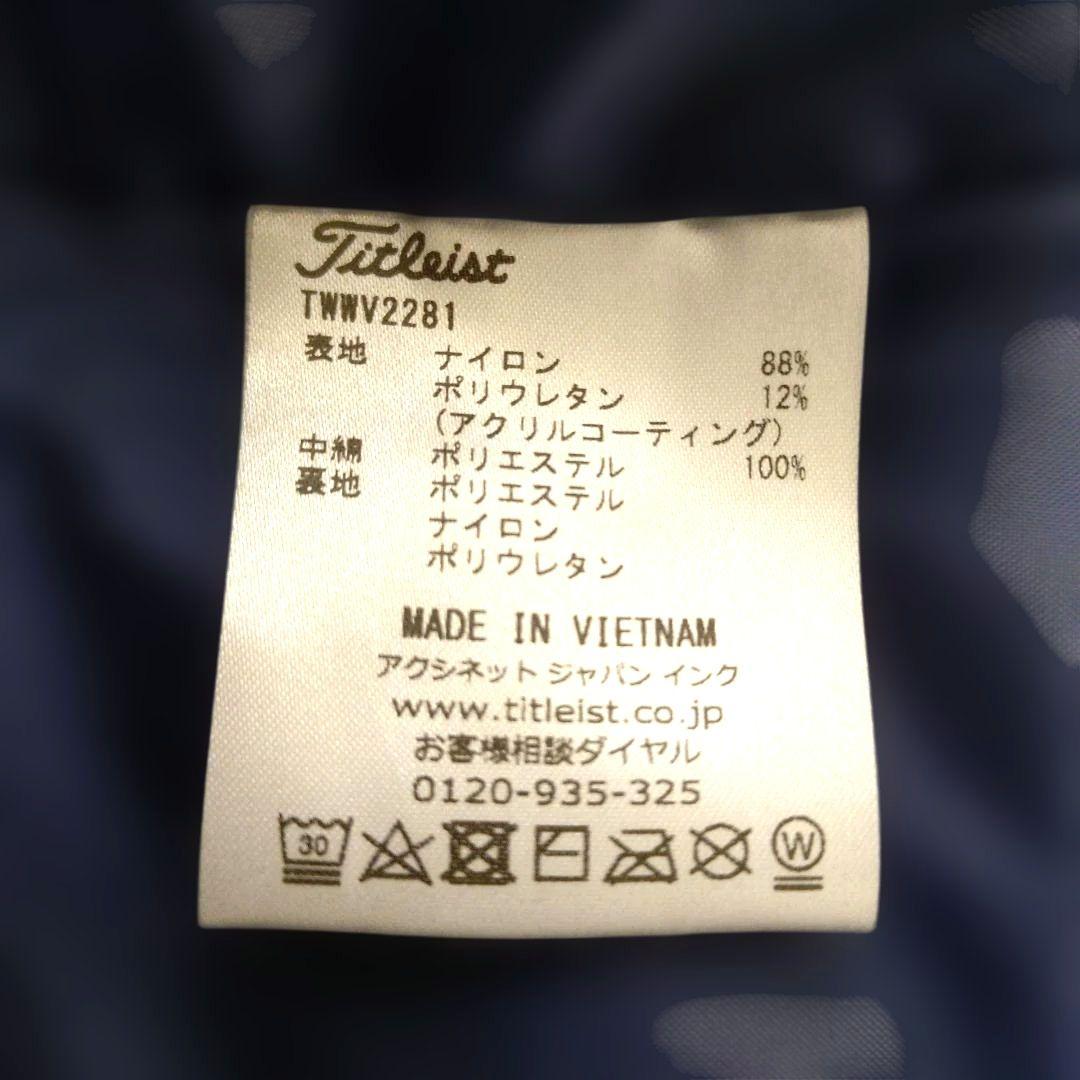 Titleist
TWWV2281
表地 ナイロン 88%
ポリウレタン 12%
(アクリルコーティング)
中綿 ポリエステル 100%
裏地 ポリエステル
ナイロン
ポリウレタン
MADE IN VIETNAM
アクシネット ジャパン インク
www.titleist.co.jp
お客様相談ダイヤル
0120-935-325
30 W